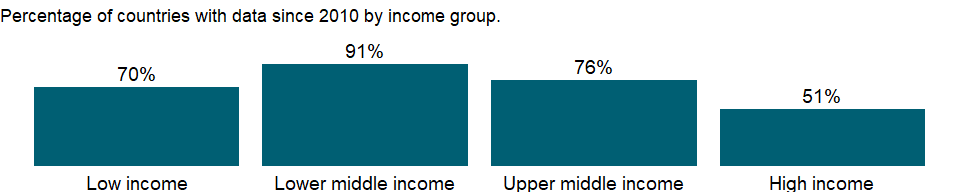 Percentage of countries with data since 2010 by income group.
70%
91%
76%
51%
Low income
Lower middle income
Upper middle income
High income